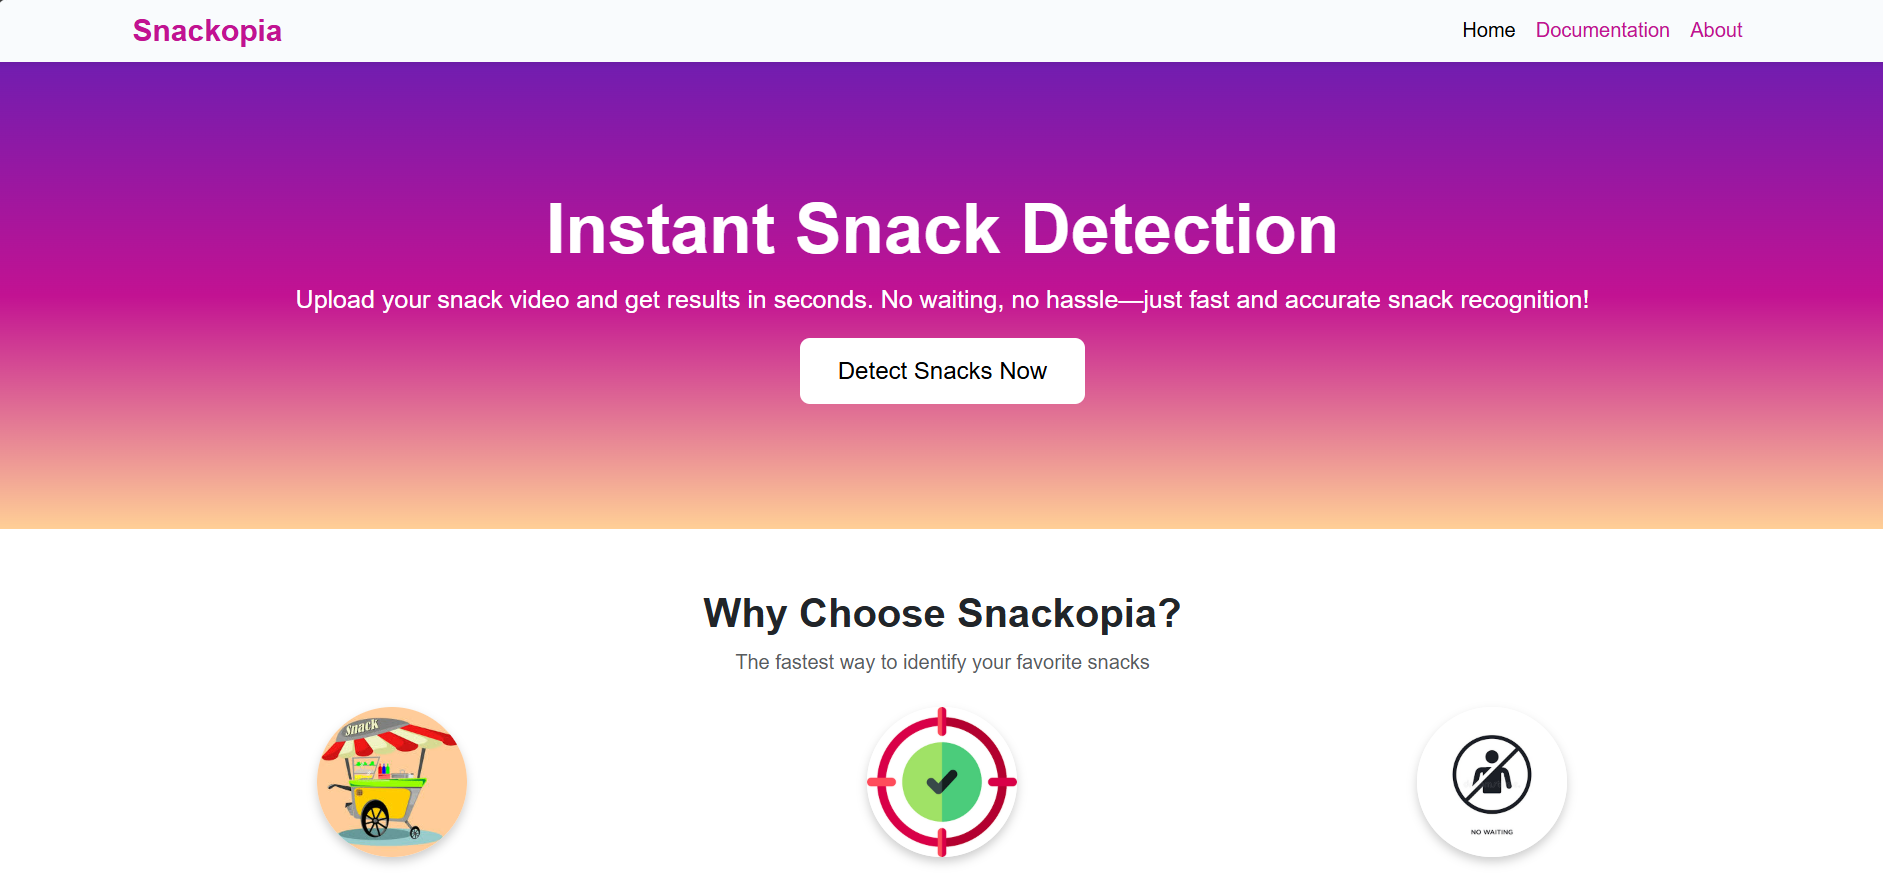 Snackopia
Home Documentation About
Instant Snack Detection
Upload your snack video and get results in seconds. No waiting, no hassle—just fast and accurate snack recognition!
Detect Snacks Now
Why Choose Snackopia?
The fastest way to identify your favorite snacks
Snack
NO WAITING